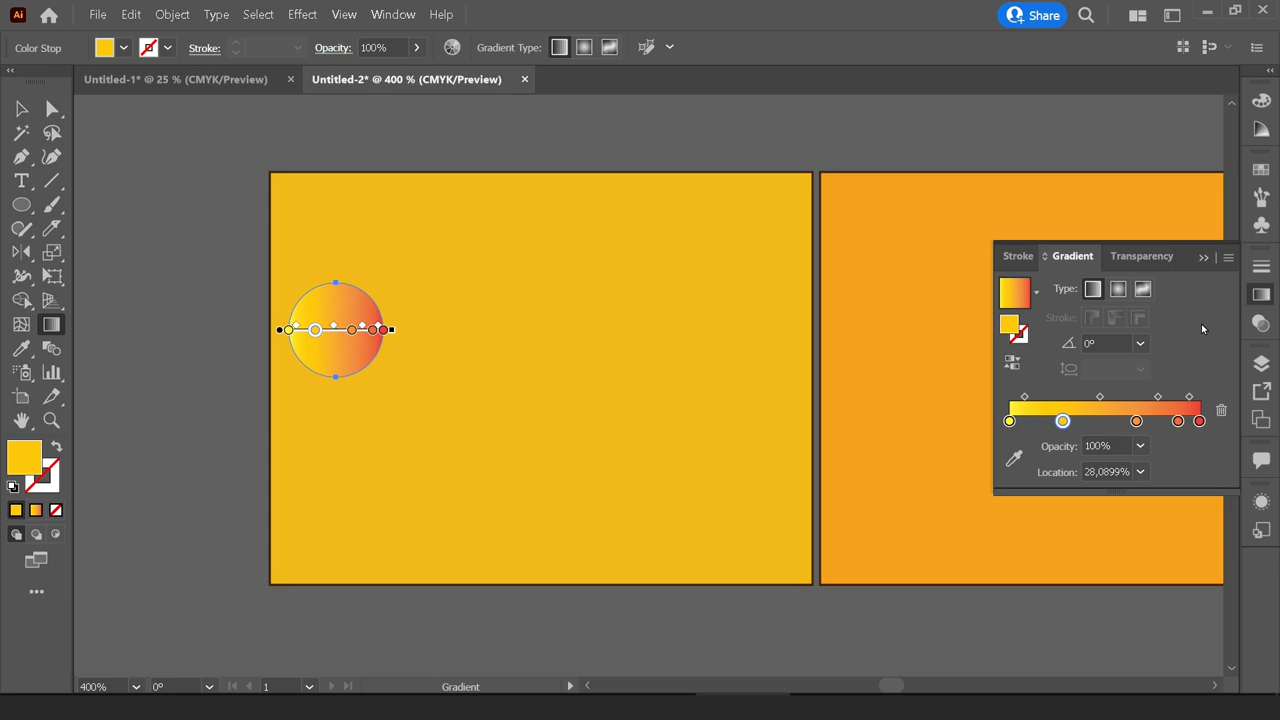 Ai File Edit Object Type Select Effect View Window Help Share
Color Stop Stroke: Opacity: 100% Gradient Type:
Untitled-1* @ 25 % (CMYK/Preview) Untitled-2* @ 400 % (CMYK/Preview)
Stroke Gradient Transparency
Type:
Stroke:
0°
Opacity: 100%
Location: 28,0899%
400% 0° 1 Gradient